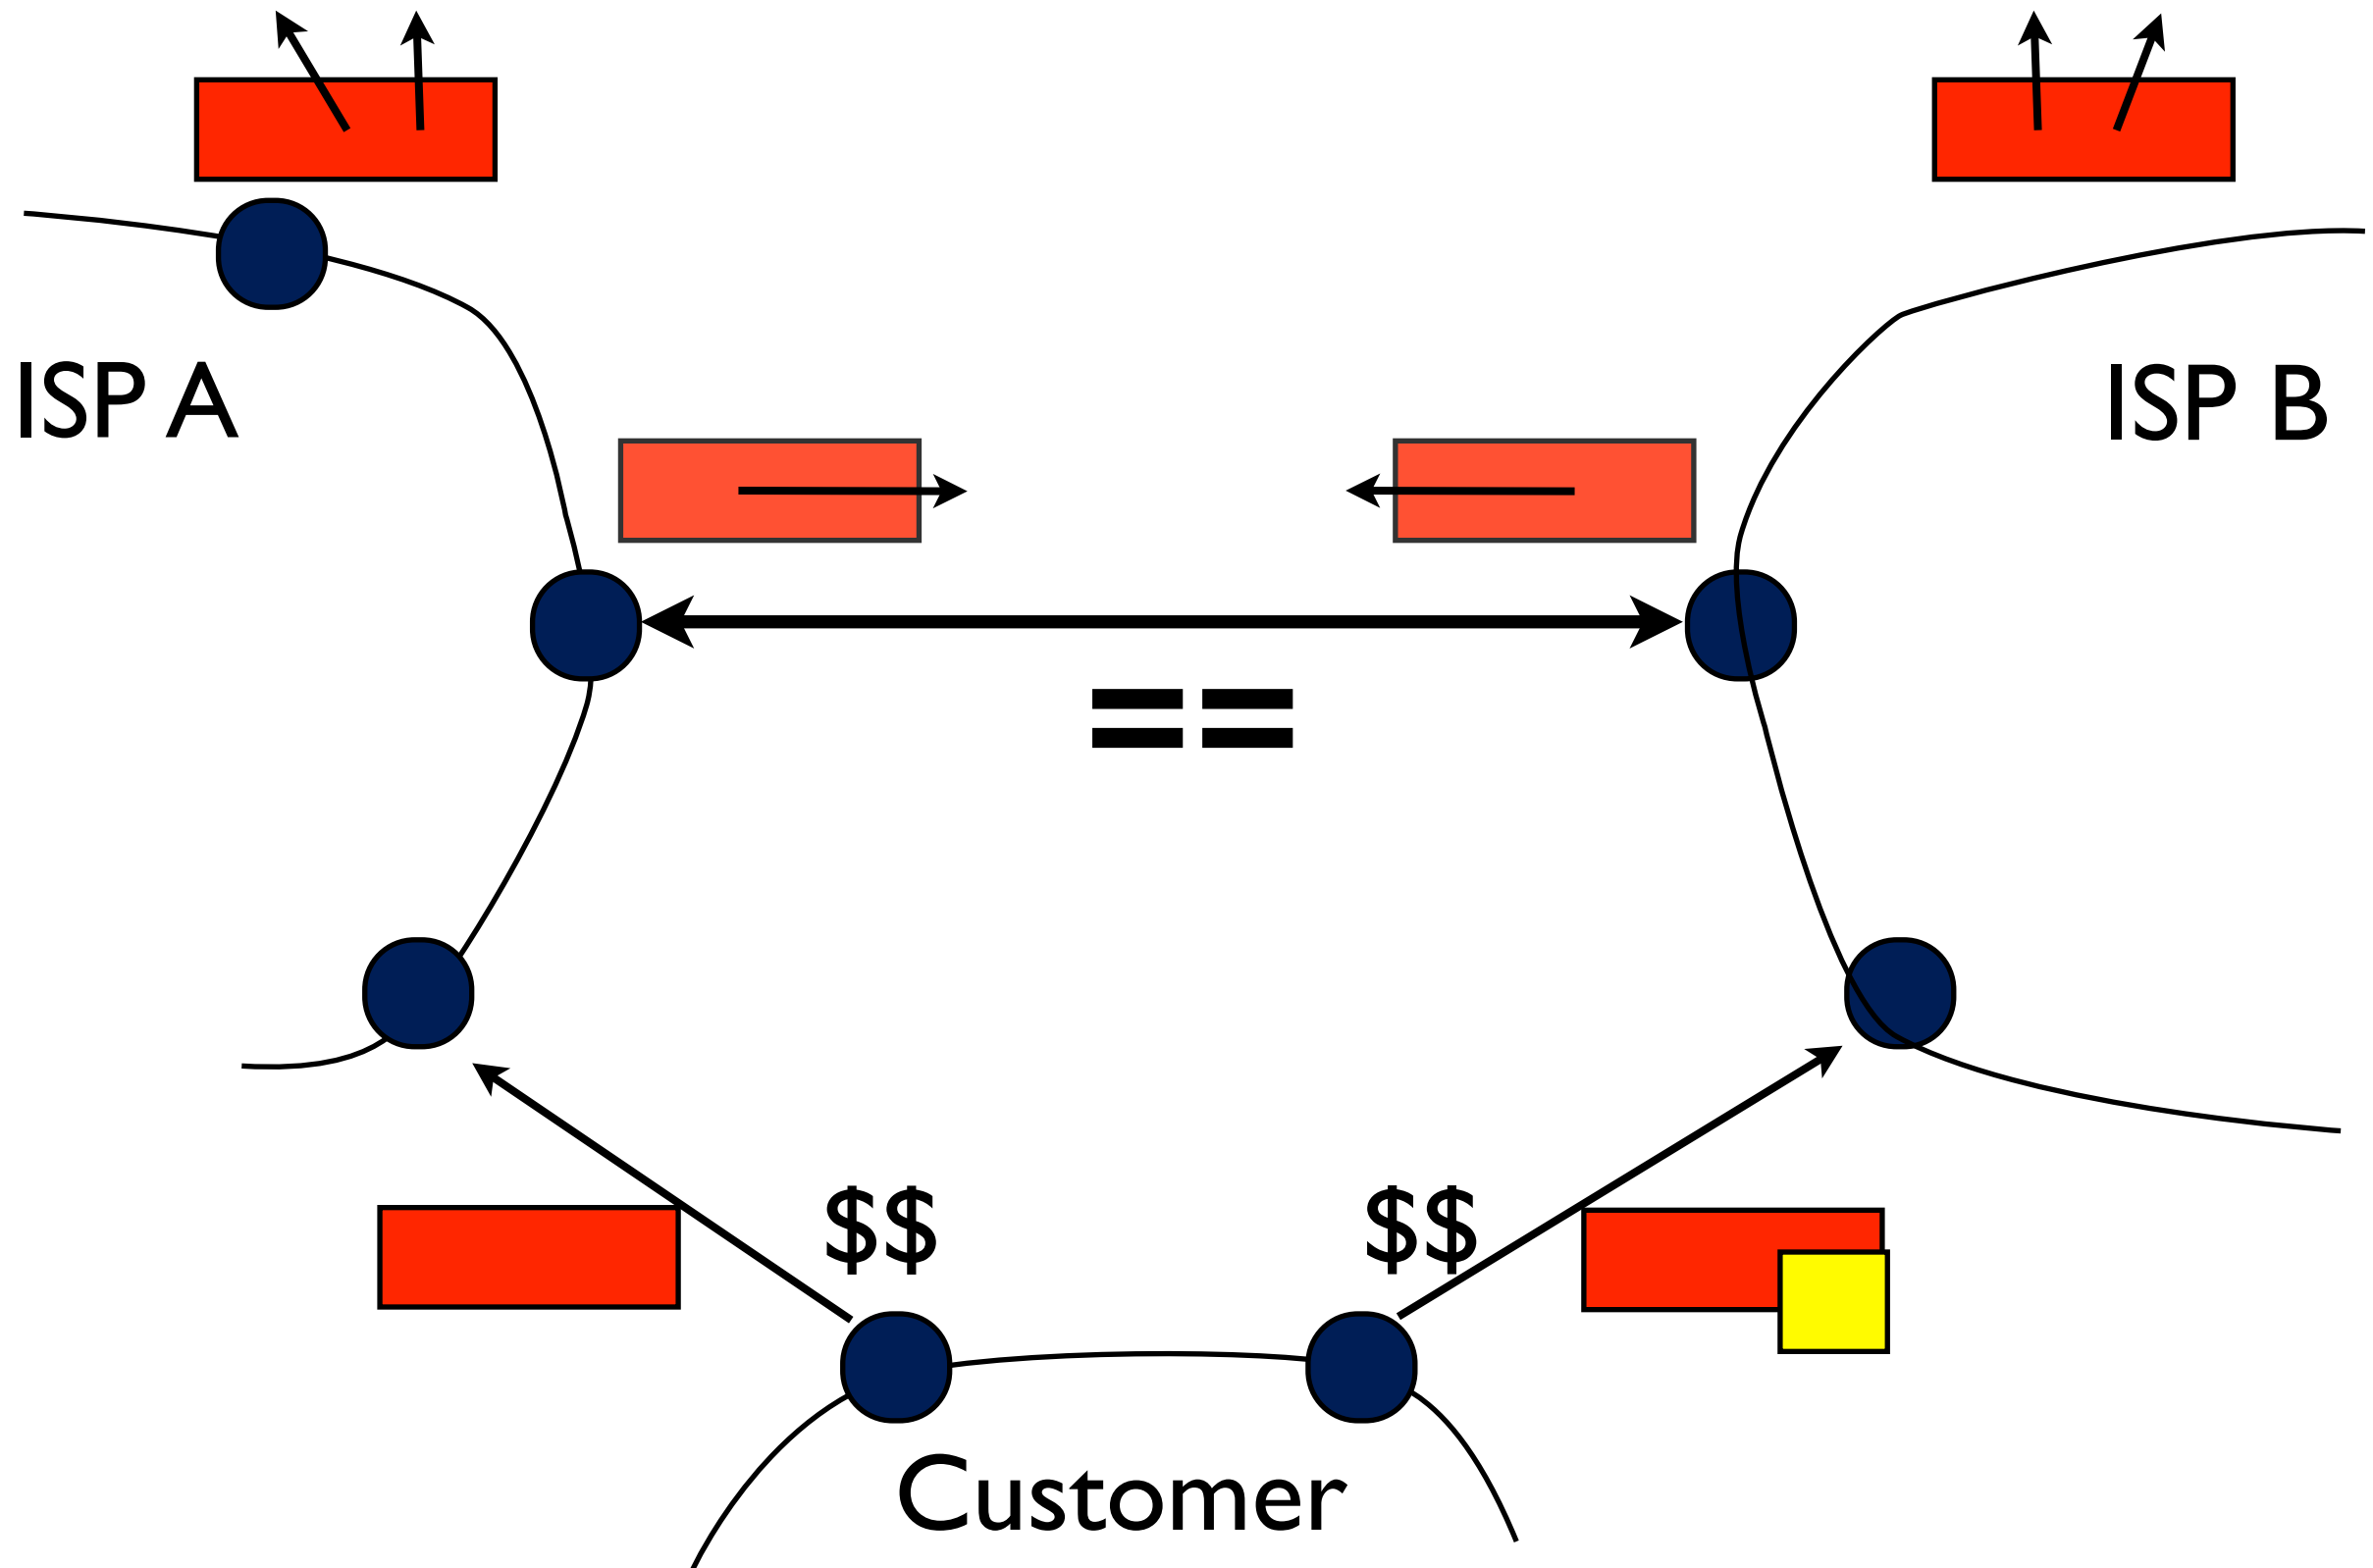 ISP A
ISP B
==
$$
$$
Customer